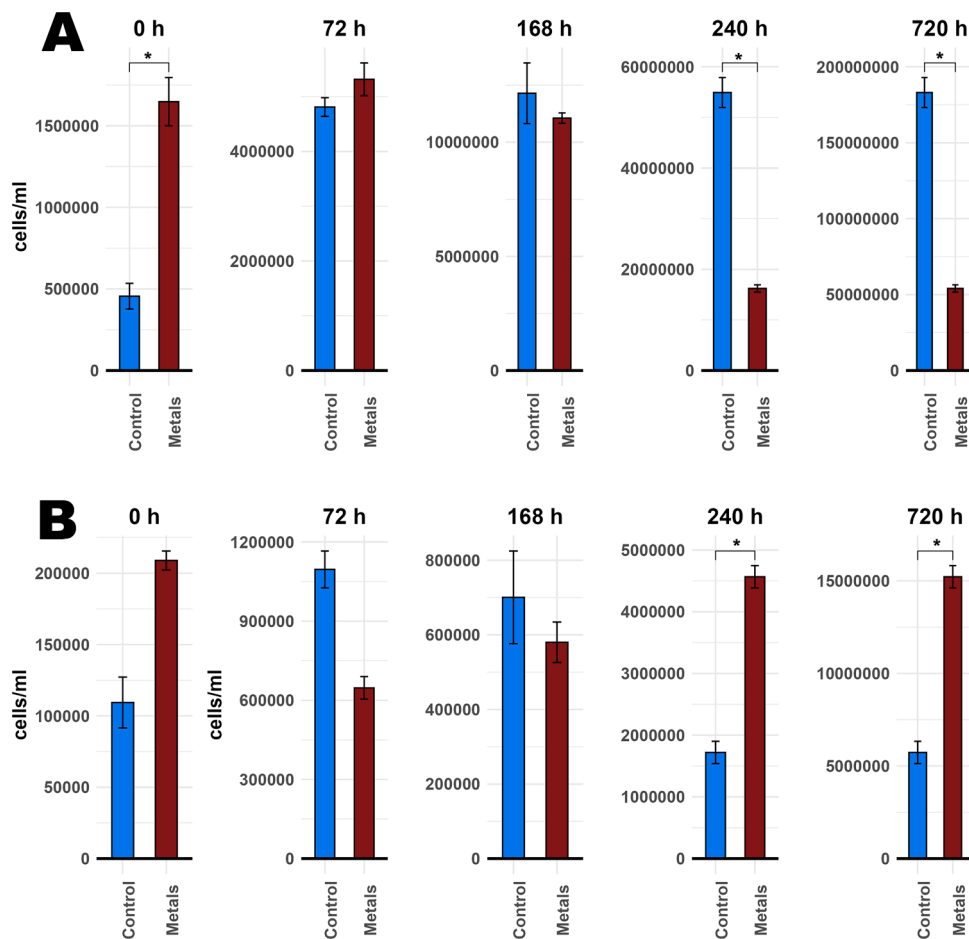 A
0 h
72 h
168 h
240 h
720 h
*
*
*
cells/ml
1500000
1000000
500000
0
4000000
2000000
0
10000000
5000000
0
60000000
40000000
20000000
0
200000000
150000000
100000000
50000000
0
Control
Metals
Control
Metals
Control
Metals
Control
Metals
Control
Metals
B
0 h
72 h
168 h
240 h
720 h
*
*
cells/ml
200000
150000
100000
50000
0
cells/ml
1200000
900000
600000
300000
0
800000
600000
400000
200000
0
5000000
4000000
3000000
2000000
1000000
0
15000000
10000000
5000000
0
Control
Metals
Control
Metals
Control
Metals
Control
Metals
Control
Metals